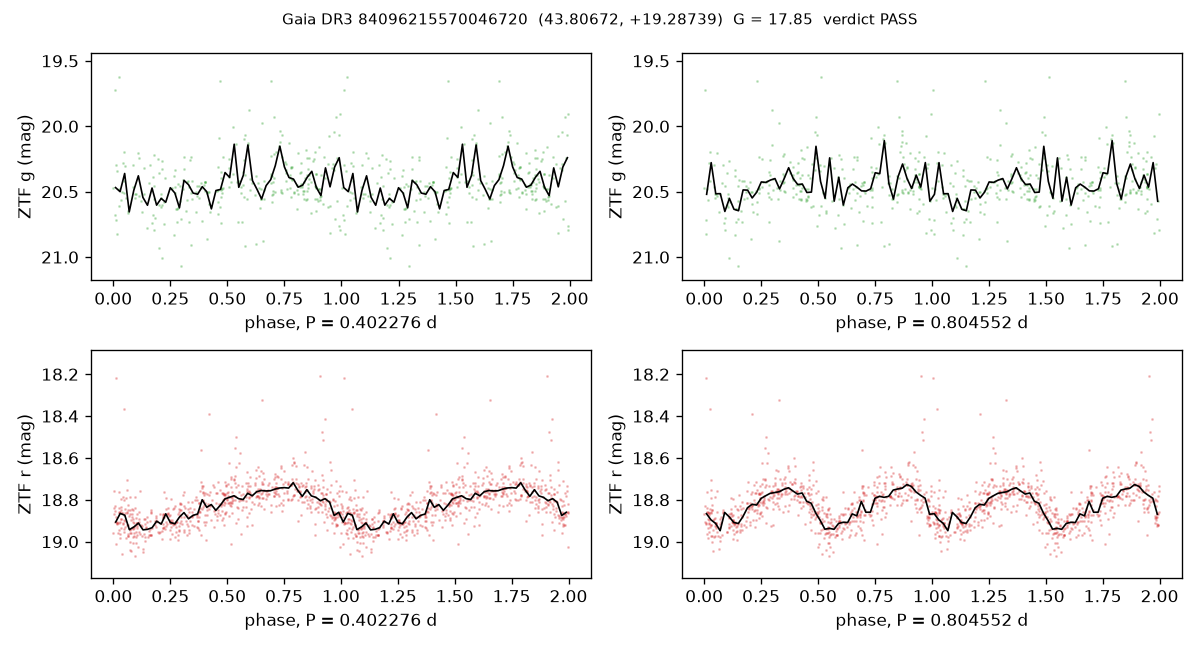 Gaia DR3 84096215570046720  (43.80672, +19.28739)  G = 17.85  verdict PASS
ZTF g (mag)
19.5
20.0
20.5
21.0
0.00 0.25 0.50 0.75 1.00 1.25 1.50 1.75 2.00
phase, P = 0.402276 d
ZTF g (mag)
19.5
20.0
20.5
21.0
0.00 0.25 0.50 0.75 1.00 1.25 1.50 1.75 2.00
phase, P = 0.804552 d
ZTF r (mag)
18.2
18.4
18.6
18.8
19.0
0.00 0.25 0.50 0.75 1.00 1.25 1.50 1.75 2.00
phase, P = 0.402276 d
ZTF r (mag)
18.2
18.4
18.6
18.8
19.0
0.00 0.25 0.50 0.75 1.00 1.25 1.50 1.75 2.00
phase, P = 0.804552 d